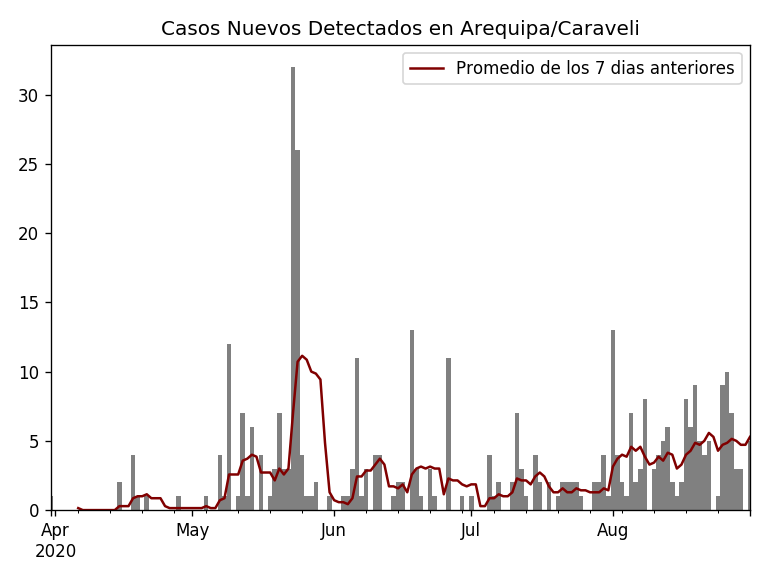 Casos Nuevos Detectados en Arequipa/Caraveli
Promedio de los 7 dias anteriores
30
25
20
15
10
5
0
Apr
2020
May
Jun
Jul
Aug